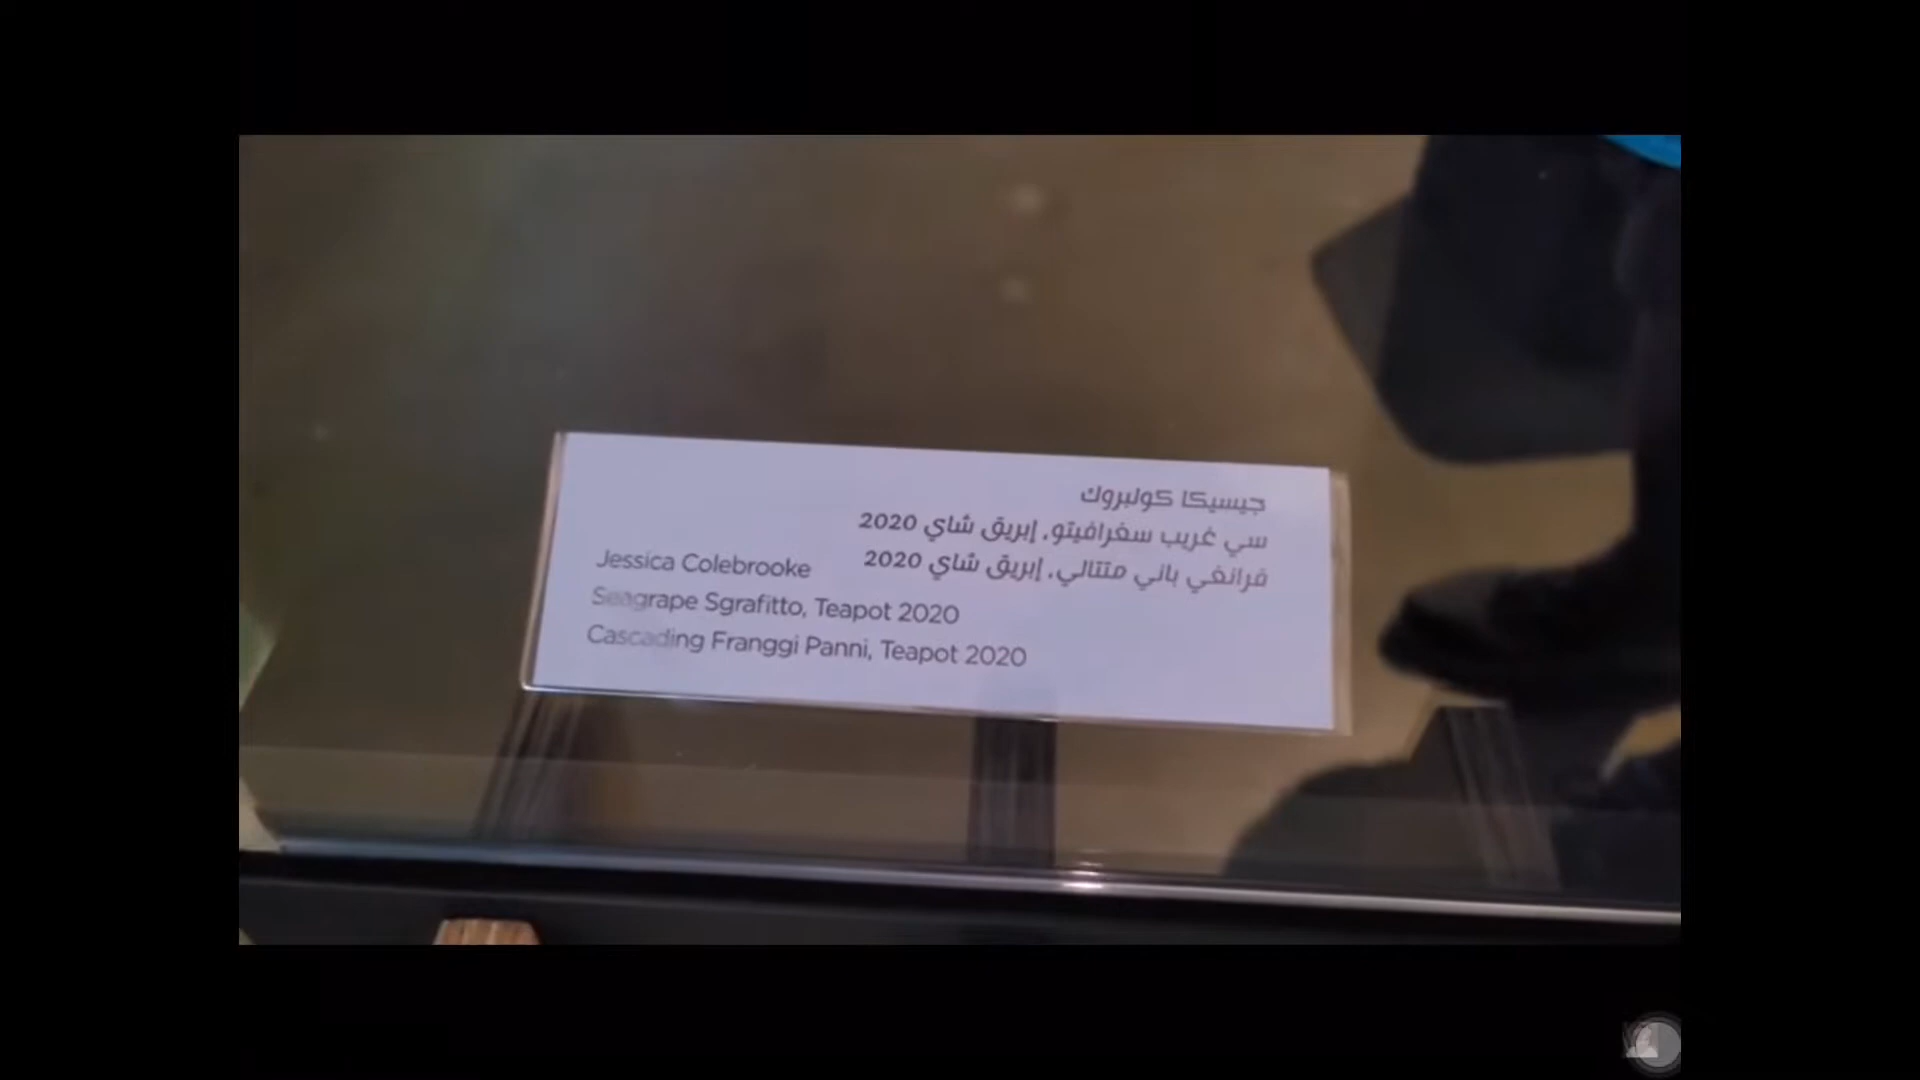 جيسيكا كولبروك
سي غريب سغرافيتو، إبريق شاي 2020
فرانغي باني متتالي، إبريق شاي 2020
Jessica Colebrooke
Seagrape Sgrafitto, Teapot 2020
Cascading Franggi Panni, Teapot 2020